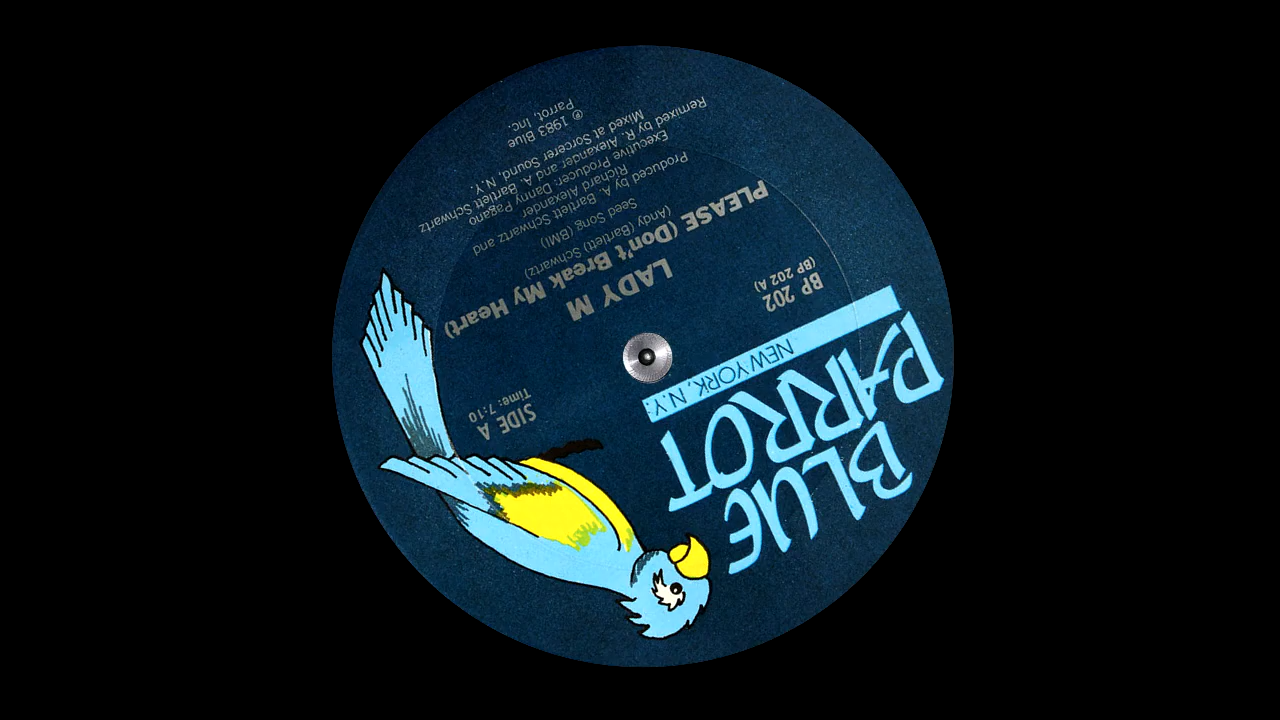 BLUE
PARROT
NEW YORK, N.Y.
BP 202
(BP 202 A)
SIDE A
Time: 7:10
LADY M
PLEASE (Don't Break My Heart)
(Andy (Bartlett) Schwartz)
Seed Song (BMI)
Produced by A. Bartlett Schwartz and
Richard Alexander
Executive Producer: Danny Pagano
Remixed by R. Alexander and A. Bartlett Schwartz
Mixed at Sorcerer Sound, N.Y.
℗ 1983 Blue
Parrot, Inc.